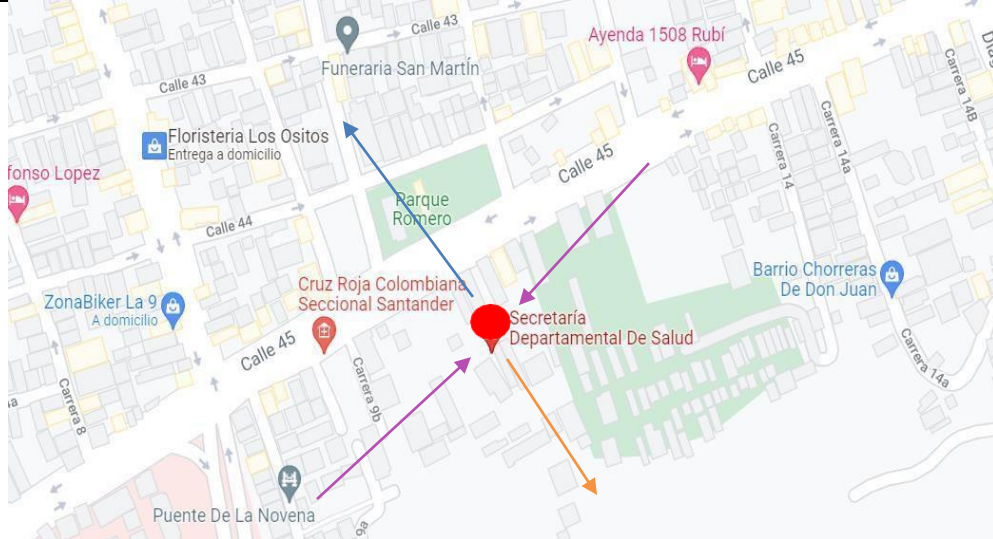 Calle 43
Ayenda 1508 Rubí
Funeraria San Martín
Calle 45
Calle 43
Carrera 14B
Floristeria Los Ositos
Entrega a domicilio
Carrera 14
Carrera 14a
fonso Lopez
Calle 45
Parque
Romero
Calle 44
Barrio Chorreras
De Don Juan
Cruz Roja Colombiana
Seccional Santander
ZonaBiker La 9
A domicilio
Secretaría
Departamental De Salud
Calle 45
Carrera 8
Carrera 9b
Carrera 14a
Puente De La Novena
9a